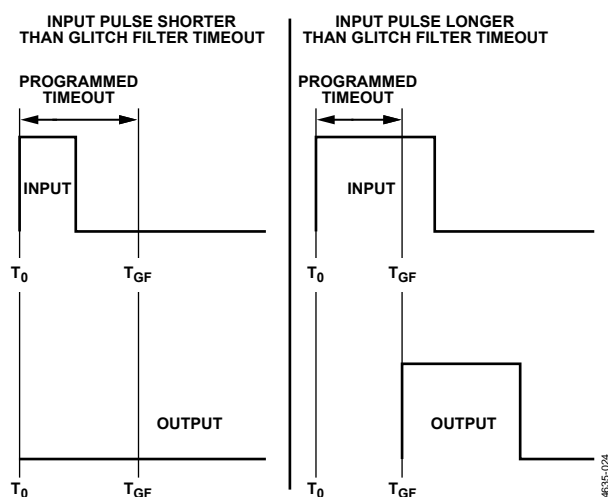 INPUT PULSE SHORTER
THAN GLITCH FILTER TIMEOUT
PROGRAMMED
TIMEOUT
INPUT
T0
TGF
OUTPUT
T0
TGF
INPUT PULSE LONGER
THAN GLITCH FILTER TIMEOUT
PROGRAMMED
TIMEOUT
INPUT
T0
TGF
OUTPUT
T0
TGF
4635-024